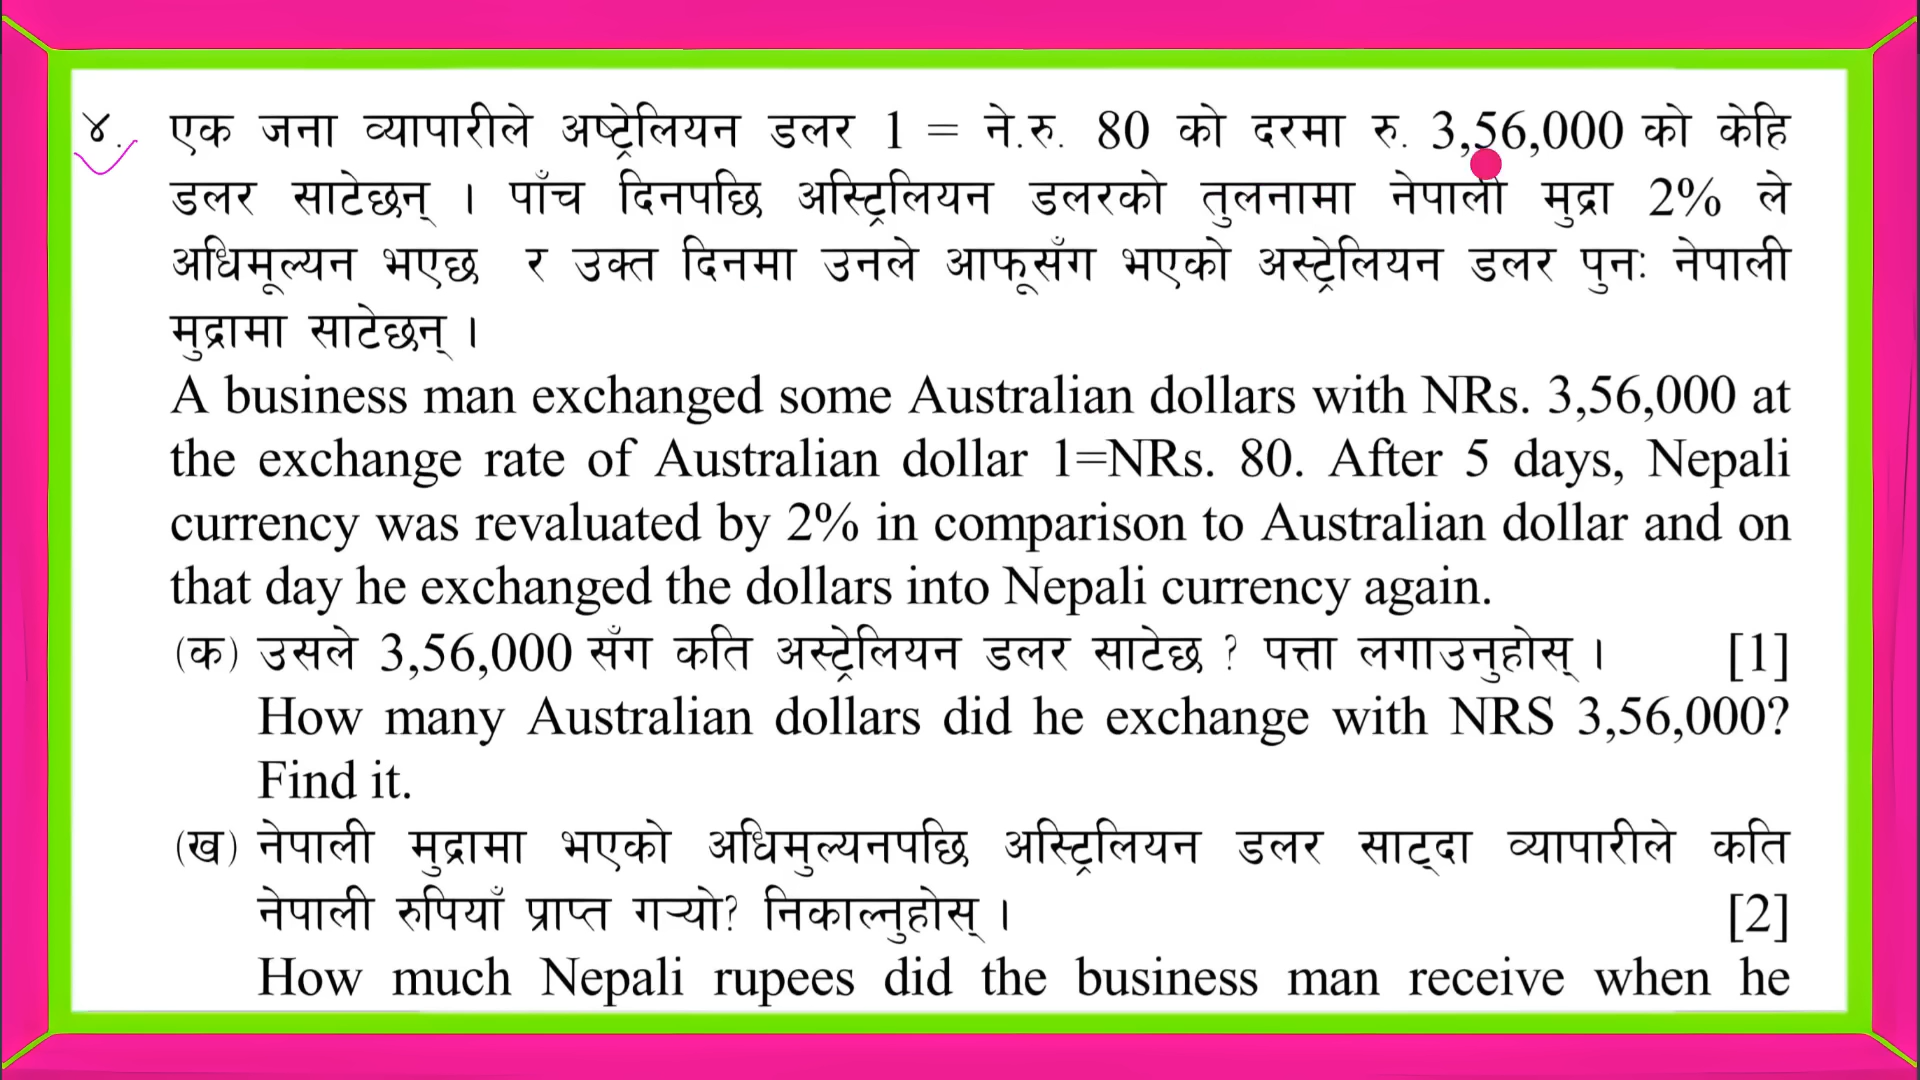 ४. एक जना व्यापारीले अष्ट्रेलियन डलर 1 = ने.रु. 80 को दरमा रु. 3,56,000 को केहि
डलर साटेछन् । पाँच दिनपछि अस्ट्रिलियन डलरको तुलनामा नेपाली मुद्रा 2% ले
अधिमूल्यन भएछ र उक्त दिनमा उनले आफूसँग भएको अस्ट्रेलियन डलर पुनः नेपाली
मुद्रामा साटेछन् ।
A business man exchanged some Australian dollars with NRs. 3,56,000 at
the exchange rate of Australian dollar 1=NRs. 80. After 5 days, Nepali
currency was revaluated by 2% in comparison to Australian dollar and on
that day he exchanged the dollars into Nepali currency again.
(क) उसले 3,56,000 सँग कति अस्ट्रेलियन डलर साटेछ ? पत्ता लगाउनुहोस् । [1]
How many Australian dollars did he exchange with NRS 3,56,000?
Find it.
(ख) नेपाली मुद्रामा भएको अधिमुल्यनपछि अस्ट्रिलियन डलर साट्दा व्यापारीले कति
नेपाली रुपियाँ प्राप्त गर्‍यो? निकाल्नुहोस् । [2]
How much Nepali rupees did the business man receive when he